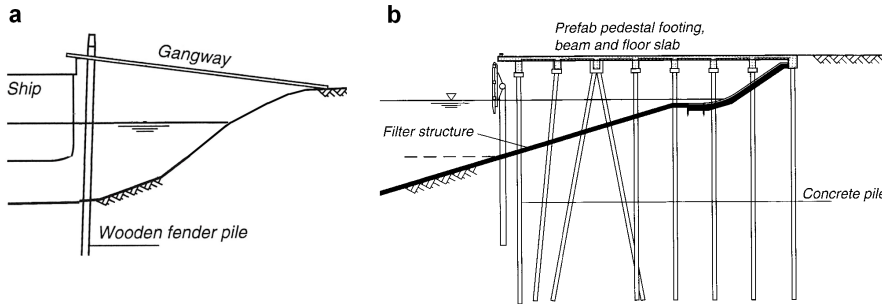 a
Gangway
Ship
Wooden fender pile
b
Prefab pedestal footing,
beam and floor slab
Filter structure
Concrete pile